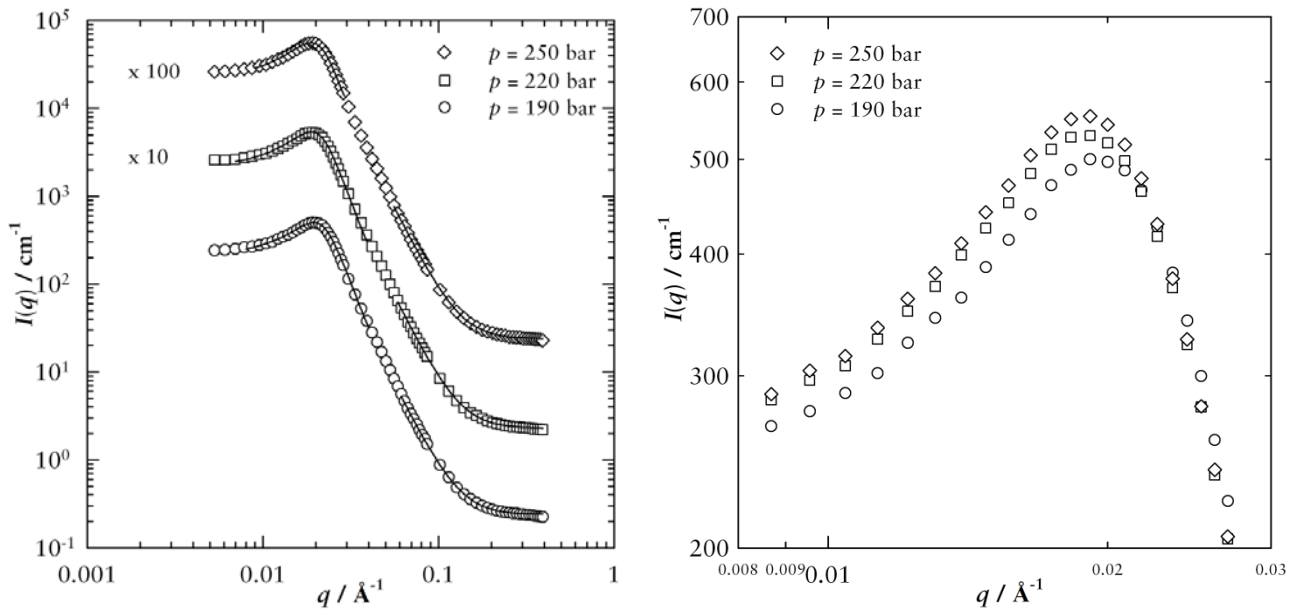 10^5
10^4
10^3
10^2
10^1
10^0
10^-1
I(q) / cm^-1
x 100
x 10
p = 250 bar
p = 220 bar
p = 190 bar
0.001
0.01
0.1
1
q / Å^-1
700
600
500
400
300
200
I(q) / cm^-1
p = 250 bar
p = 220 bar
p = 190 bar
0.008
0.009
0.01
0.02
0.03
q / Å^-1